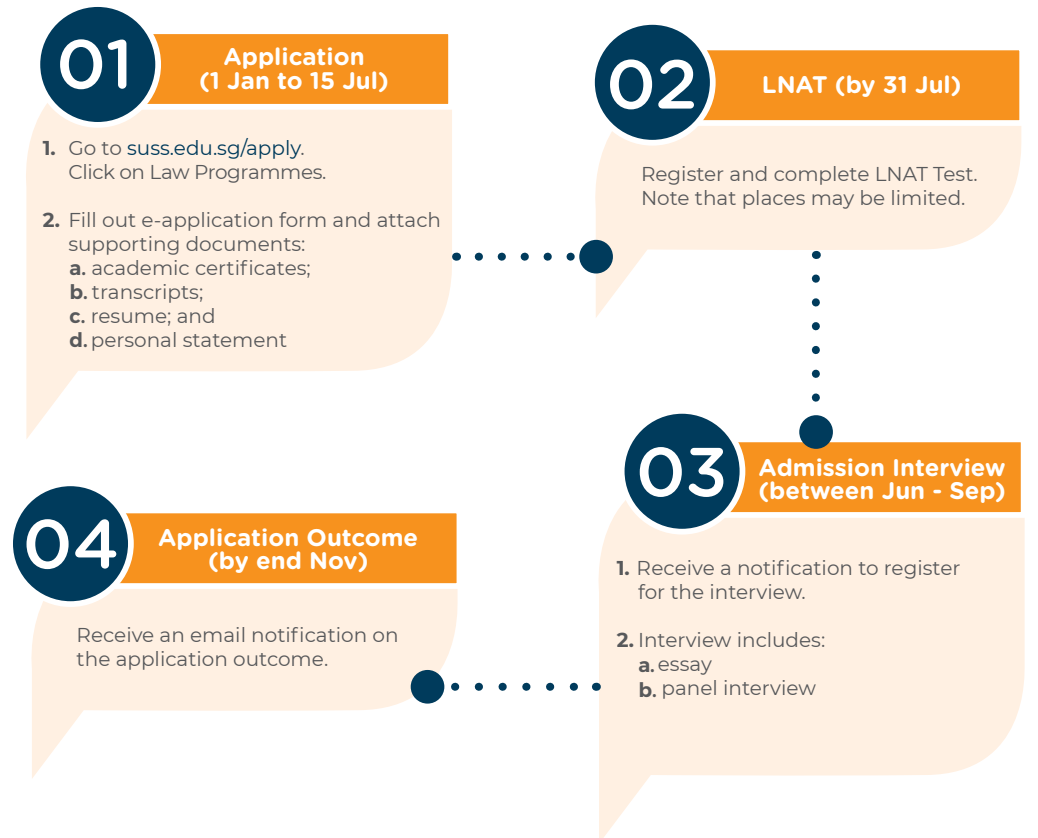 01
Application
(1 Jan to 15 Jul)
1. Go to suss.edu.sg/apply.
Click on Law Programmes.
2. Fill out e-application form and attach
supporting documents:
a. academic certificates;
b. transcripts;
c. resume; and
d. personal statement
02
LNAT (by 31 Jul)
Register and complete LNAT Test.
Note that places may be limited.
03
Admission Interview
(between Jun - Sep)
1. Receive a notification to register
for the interview.
2. Interview includes:
a. essay
b. panel interview
04
Application Outcome
(by end Nov)
Receive an email notification on
the application outcome.